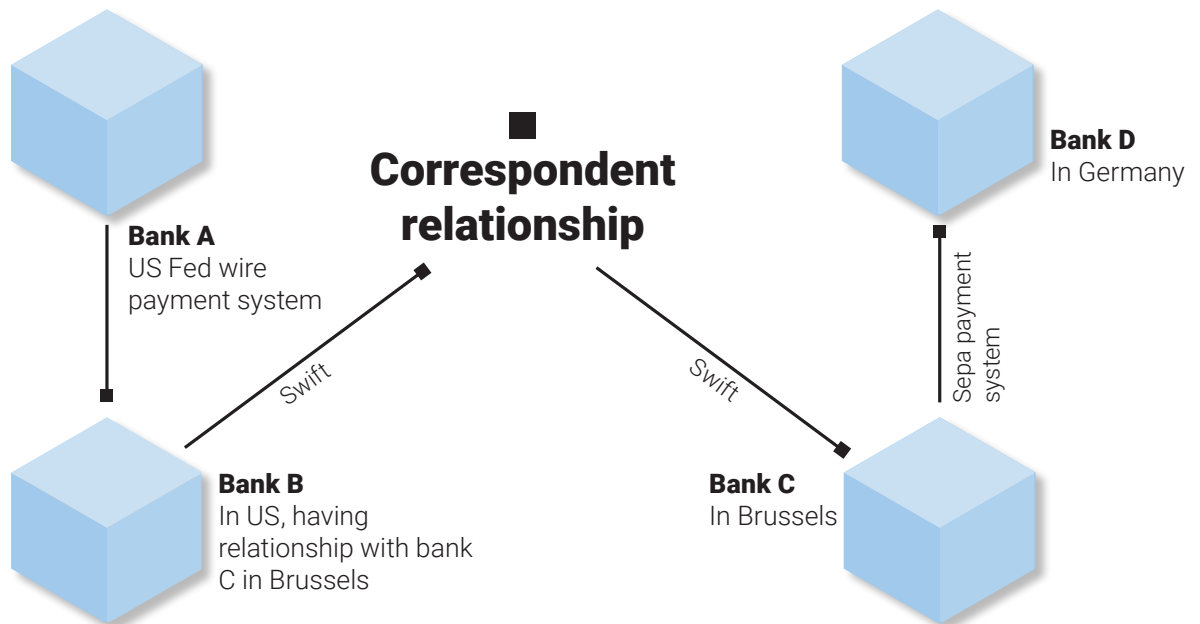 Correspondent
relationship
Bank A
US Fed wire
payment system
Swift
Bank B
In US, having
relationship with bank
C in Brussels
Swift
Bank C
In Brussels
Sepa payment
system
Bank D
In Germany